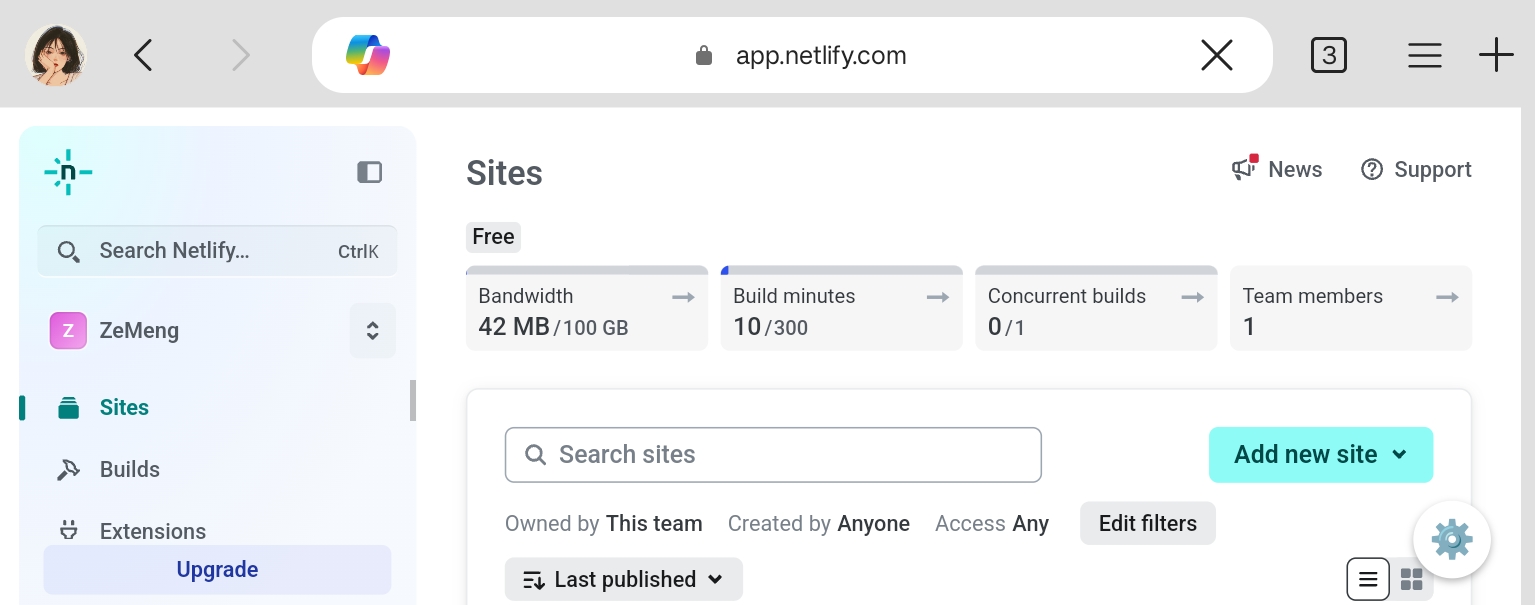 app.netlify.com
3
n
Search Netlify... CtrlK
Z ZeMeng
Sites
Builds
Extensions
Upgrade
Sites
News
Support
Free
Bandwidth
42 MB/100 GB
Build minutes
10/300
Concurrent builds
0/1
Team members
1
Search sites
Add new site
Owned by This team Created by Anyone Access Any Edit filters
Last published